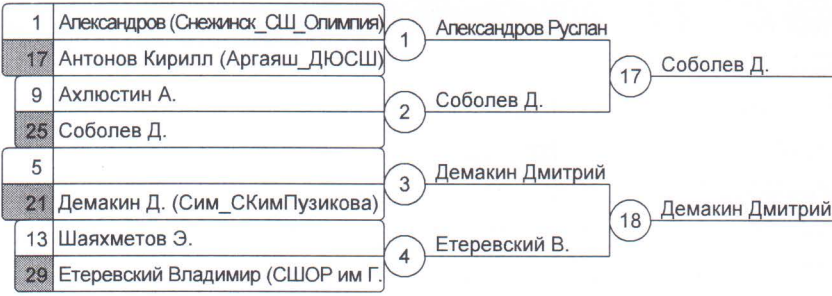 1 Александров (Снежинск_СШ_Олимпия)
17 Антонов Кирилл (Аргаяш_ДЮСШ)
9 Ахлюстин А.
25 Соболев Д.
5
21 Демакин Д. (Сим_СКимПузикова)
13 Шаяхметов Э.
29 Етеревский Владимир (СШОР им Г.
1 Александров Руслан
2 Соболев Д.
3 Демакин Дмитрий
4 Етеревский В.
17 Соболев Д.
18 Демакин Дмитрий